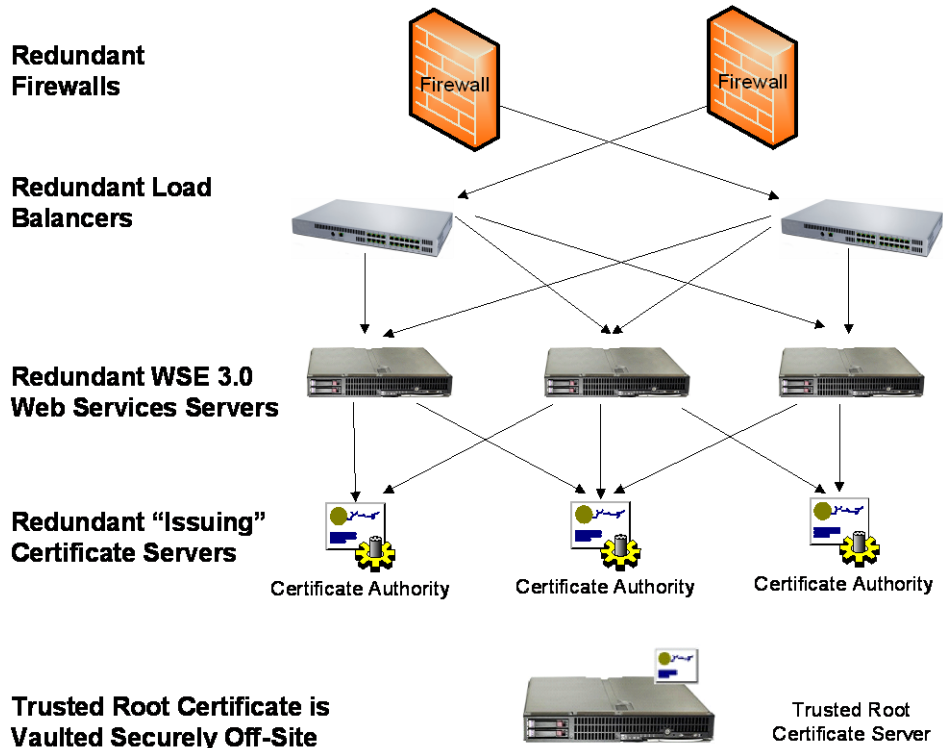 Redundant
Firewalls
Firewall
Firewall
Redundant Load
Balancers
Redundant WSE 3.0
Web Services Servers
Redundant “Issuing”
Certificate Servers
Certificate Authority
Certificate Authority
Certificate Authority
Trusted Root Certificate is
Vaulted Securely Off-Site
Trusted Root
Certificate Server